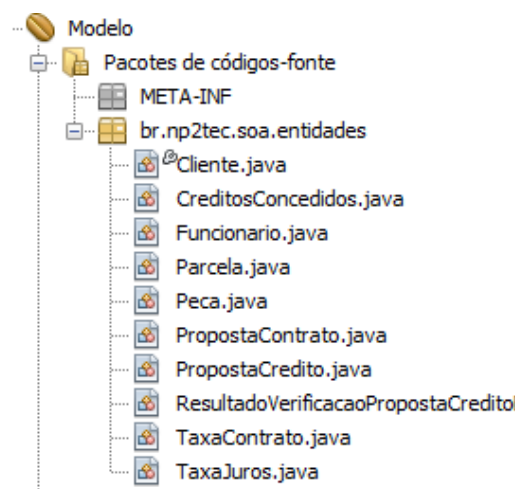 Modelo
Pacotes de códigos-fonte
META-INF
br.np2tec.soa.entidades
Cliente.java
CreditosConcedidos.java
Funcionario.java
Parcela.java
Peca.java
PropostaContrato.java
PropostaCredito.java
ResultadoVerificacaoPropostaCredito
TaxaContrato.java
TaxaJuros.java